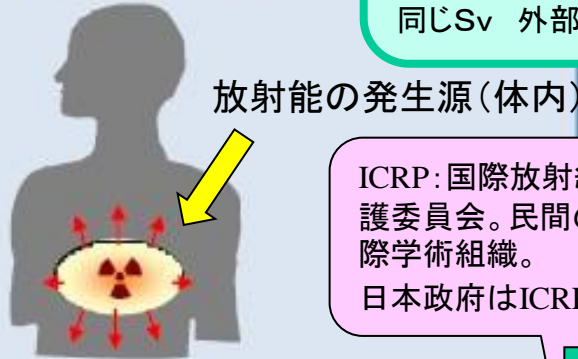 同じSv 外部
放射能の発生源（体内）
ICRP：国際放射
護委員会。民間
際学術組織。
日本政府はICR